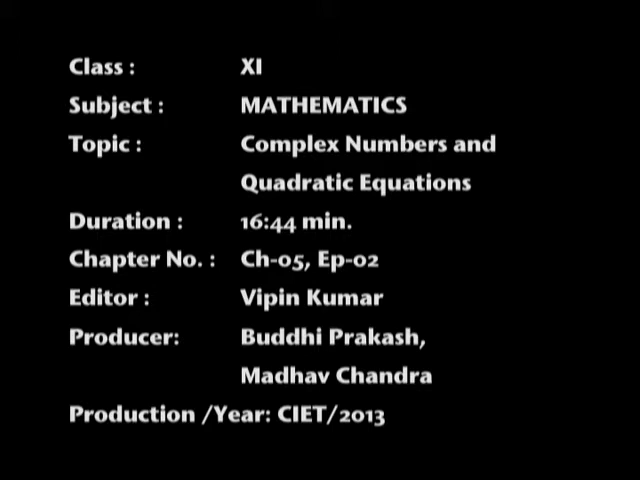 Class : XI
Subject : MATHEMATICS
Topic : Complex Numbers and
Quadratic Equations
Duration : 16:44 min.
Chapter No. : Ch-05, Ep-02
Editor : Vipin Kumar
Producer: Buddhi Prakash,
Madhav Chandra
Production /Year: CIET/2013